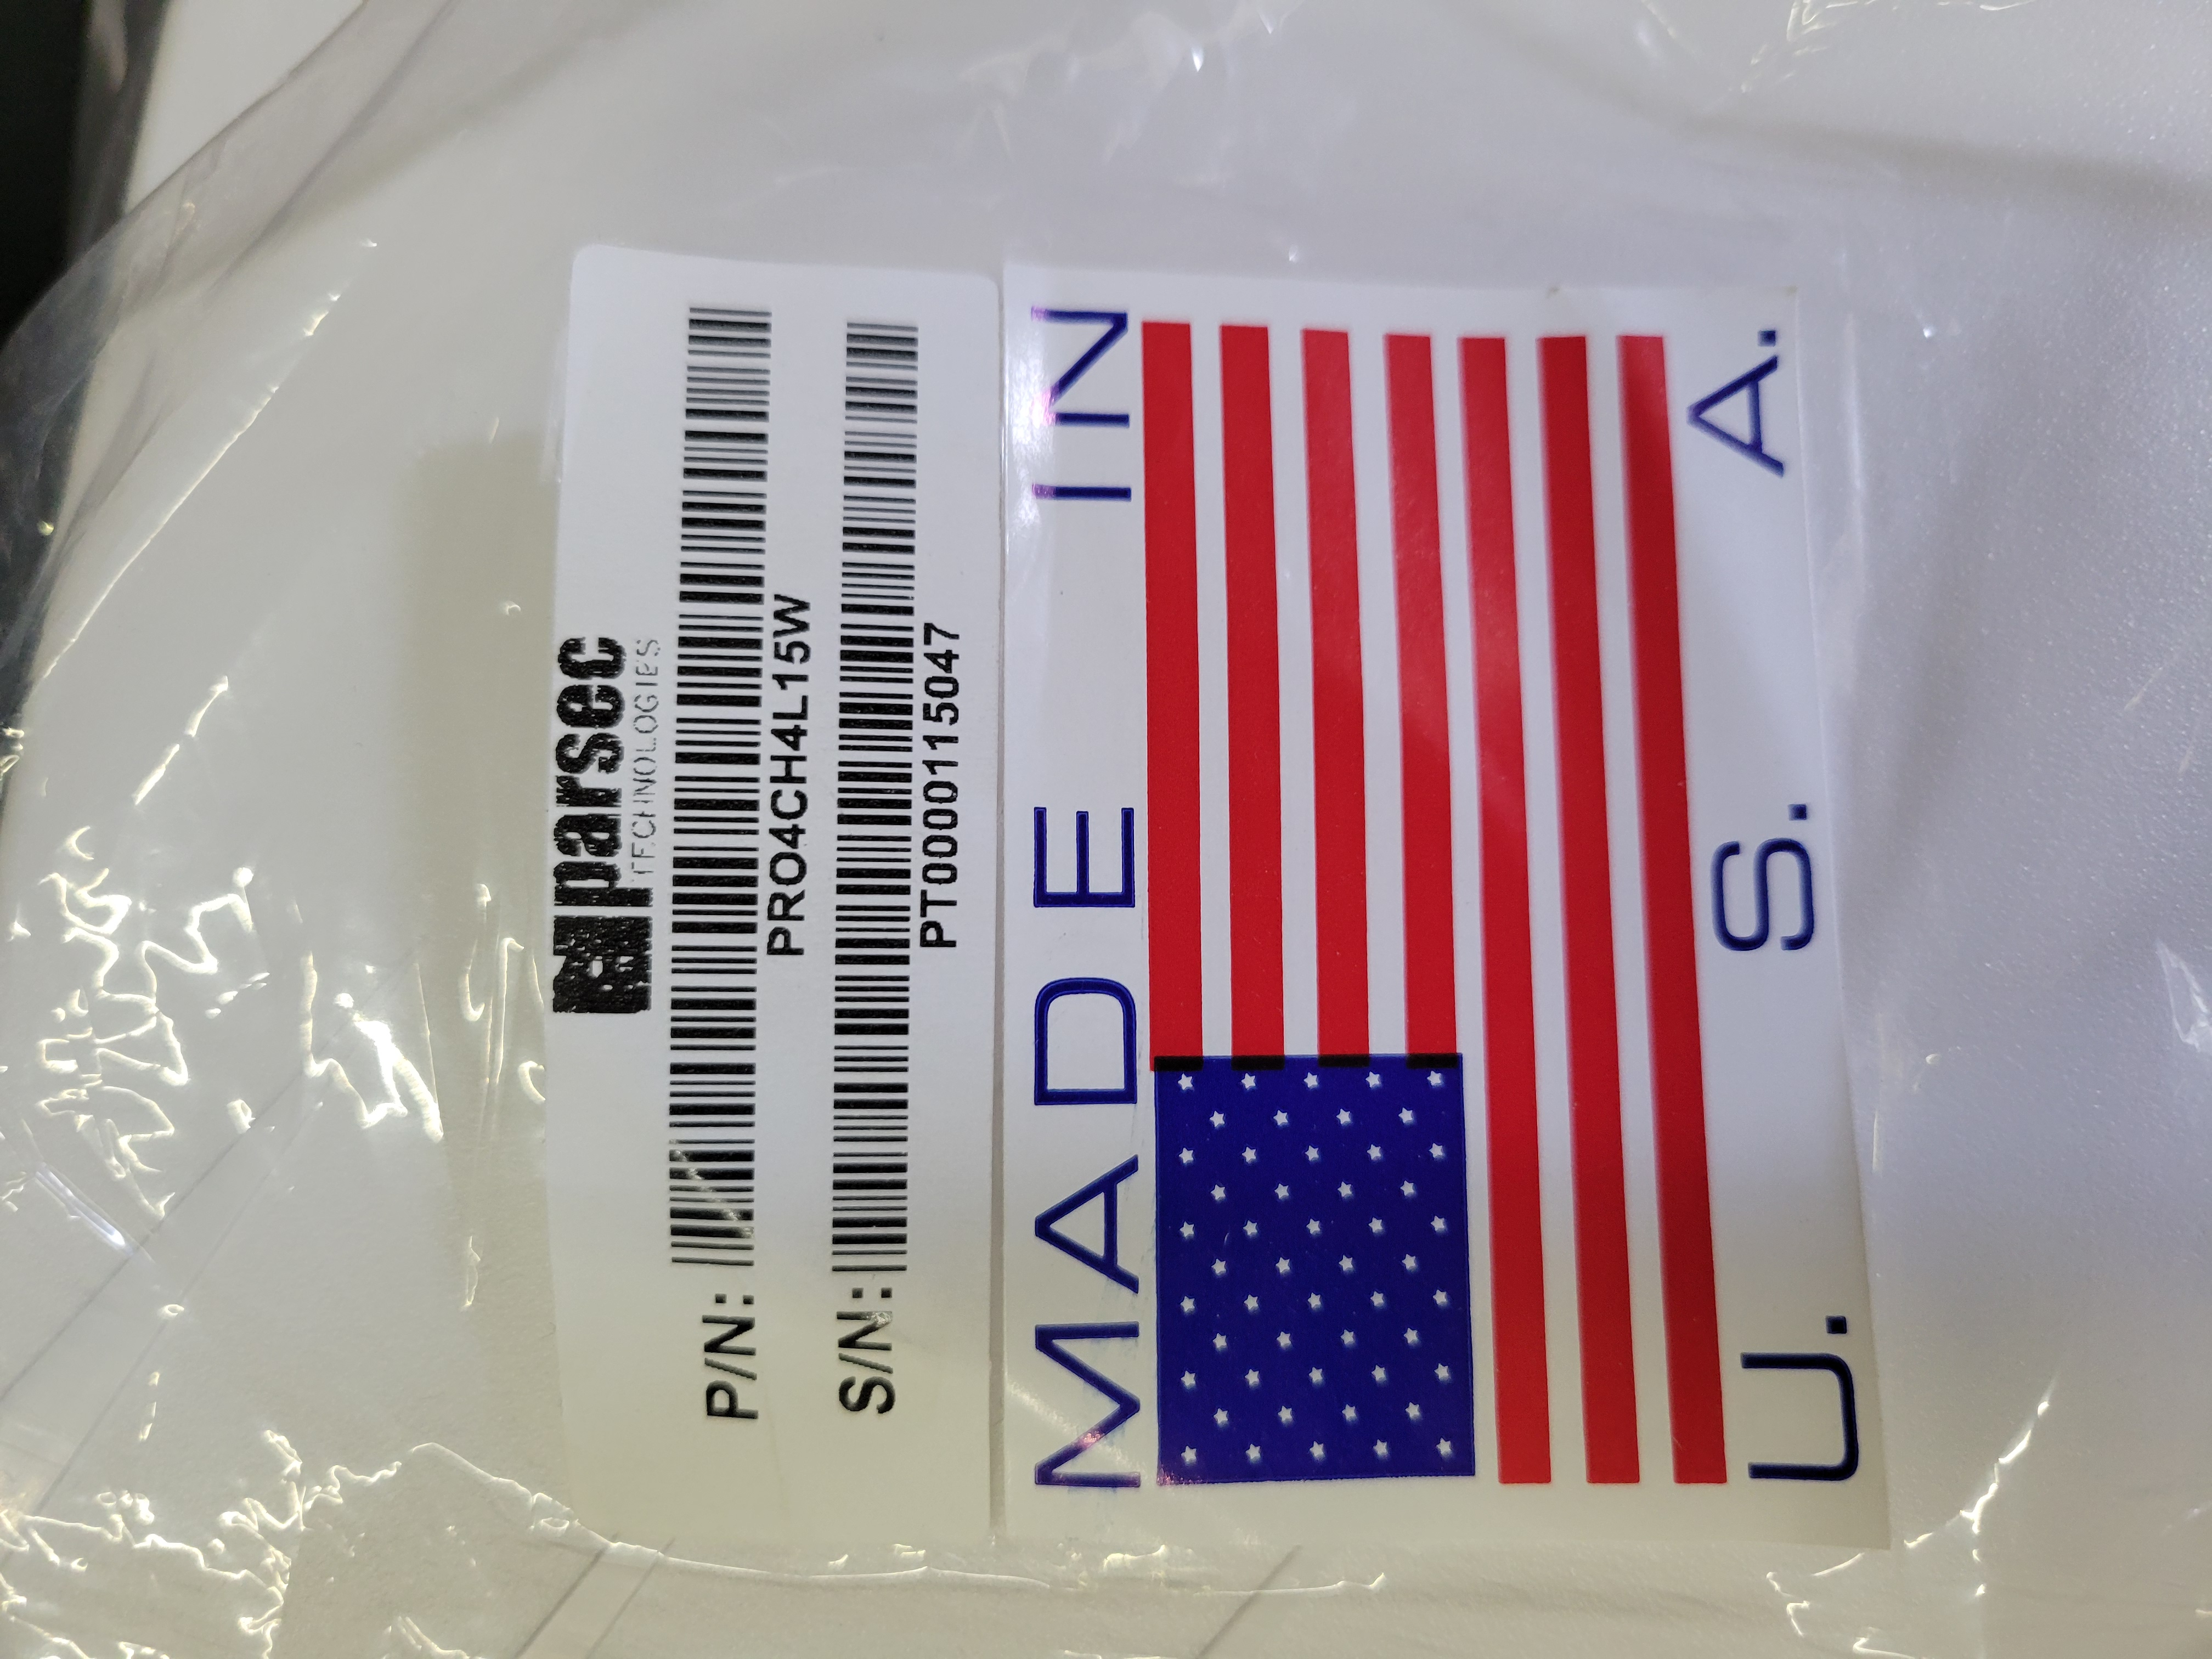 parsec
TECHNOLOGIES
P/N:
PRO4CH4L15W
S/N:
PT0000115047
MADE IN
U. S. A.